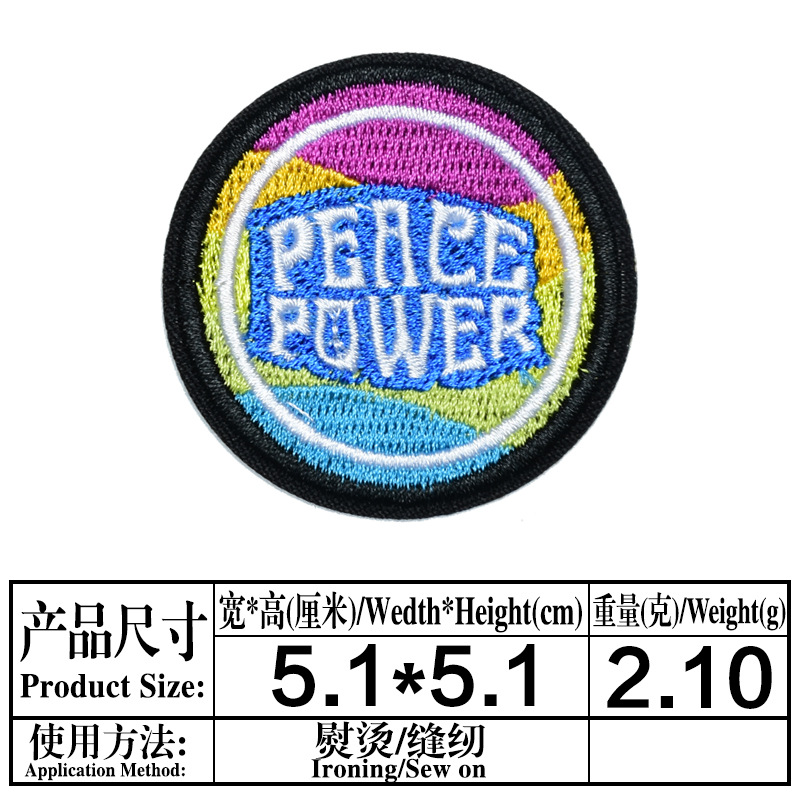 PEACE
POWER
产品尺寸
Product Size:
宽*高(厘米)/Wedth*Height(cm)
重量(克)/Weight(g)
5.1*5.1
2.10
使用方法:
Application Method:
熨烫/缝纫
Ironing/Sew on